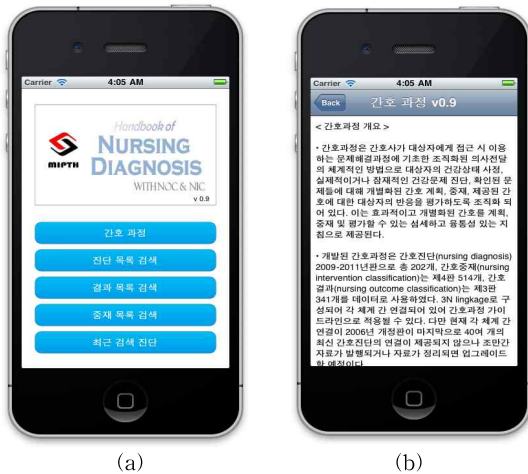 Carrier 4:05 AM
Handbook of
NURSING
DIAGNOSIS
WITH NOC & NIC
v 0.9
MIPTH
간호 과정
진단 목록 검색
결과 목록 검색
중재 목록 검색
최근 검색 진단
(a)
Carrier 4:05 AM
Back 간호 과정 v0.9
< 간호과정 개요 >
• 간호과정은 간호사가 대상자에게 접근 시 이용
하는 문제해결과정에 기초한 조직화된 의사전달
의 체계적인 방법으로 대상자의 건강상태 사정,
실제적이거나 잠재적인 건강문제 진단, 확인된 문
제들에 대해 개별화된 간호 계획, 중재, 제공된 간
호에 대한 대상자의 반응을 평가하도록 조직화 되
어 있다. 이는 효과적이고 개별화된 간호를 계획,
중재 및 평가할 수 있는 섬세하고 융통성 있는 지
침으로 제공된다.
• 개발된 간호과정은 간호진단(nursing diagnosis)
2009-2011년판으로 총 202개, 간호중재(nursing
intervention classification)는 제4판 514개, 간호
결과(nursing outcome classification)는 제3판
341개를 데이터로 사용하였다. 3N lingkage로 구
성되어 각 체계 간 연결되어 있어 간호과정 가이
드라인으로 적용될 수 있다. 다만 현재 각 체계 간
연결이 2006년 개정판이 마지막으로 40여 개의
최신 간호진단의 연결이 제공되지 않으나 조만간
자료가 발행되거나 자료가 정리되면 업그레이드
할 예정이다
(b)